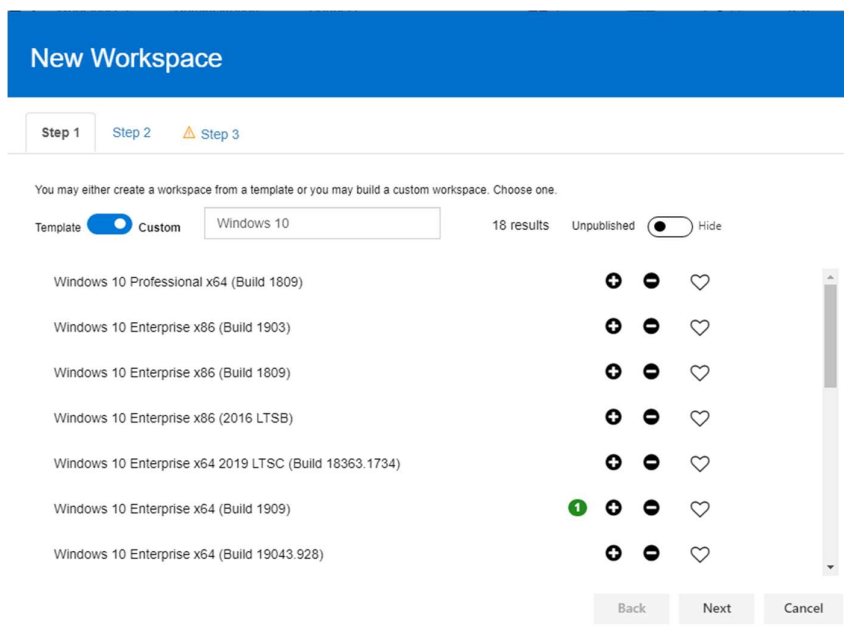 New Workspace
Step 1 Step 2 Step 3
You may either create a workspace from a template or you may build a custom workspace. Choose one.
Template Custom Windows 10 18 results Unpublished Hide
Windows 10 Professional x64 (Build 1809)
Windows 10 Enterprise x86 (Build 1903)
Windows 10 Enterprise x86 (Build 1809)
Windows 10 Enterprise x86 (2016 LTSB)
Windows 10 Enterprise x64 2019 LTSC (Build 18363.1734)
Windows 10 Enterprise x64 (Build 1909) 1
Windows 10 Enterprise x64 (Build 19043.928)
Back Next Cancel